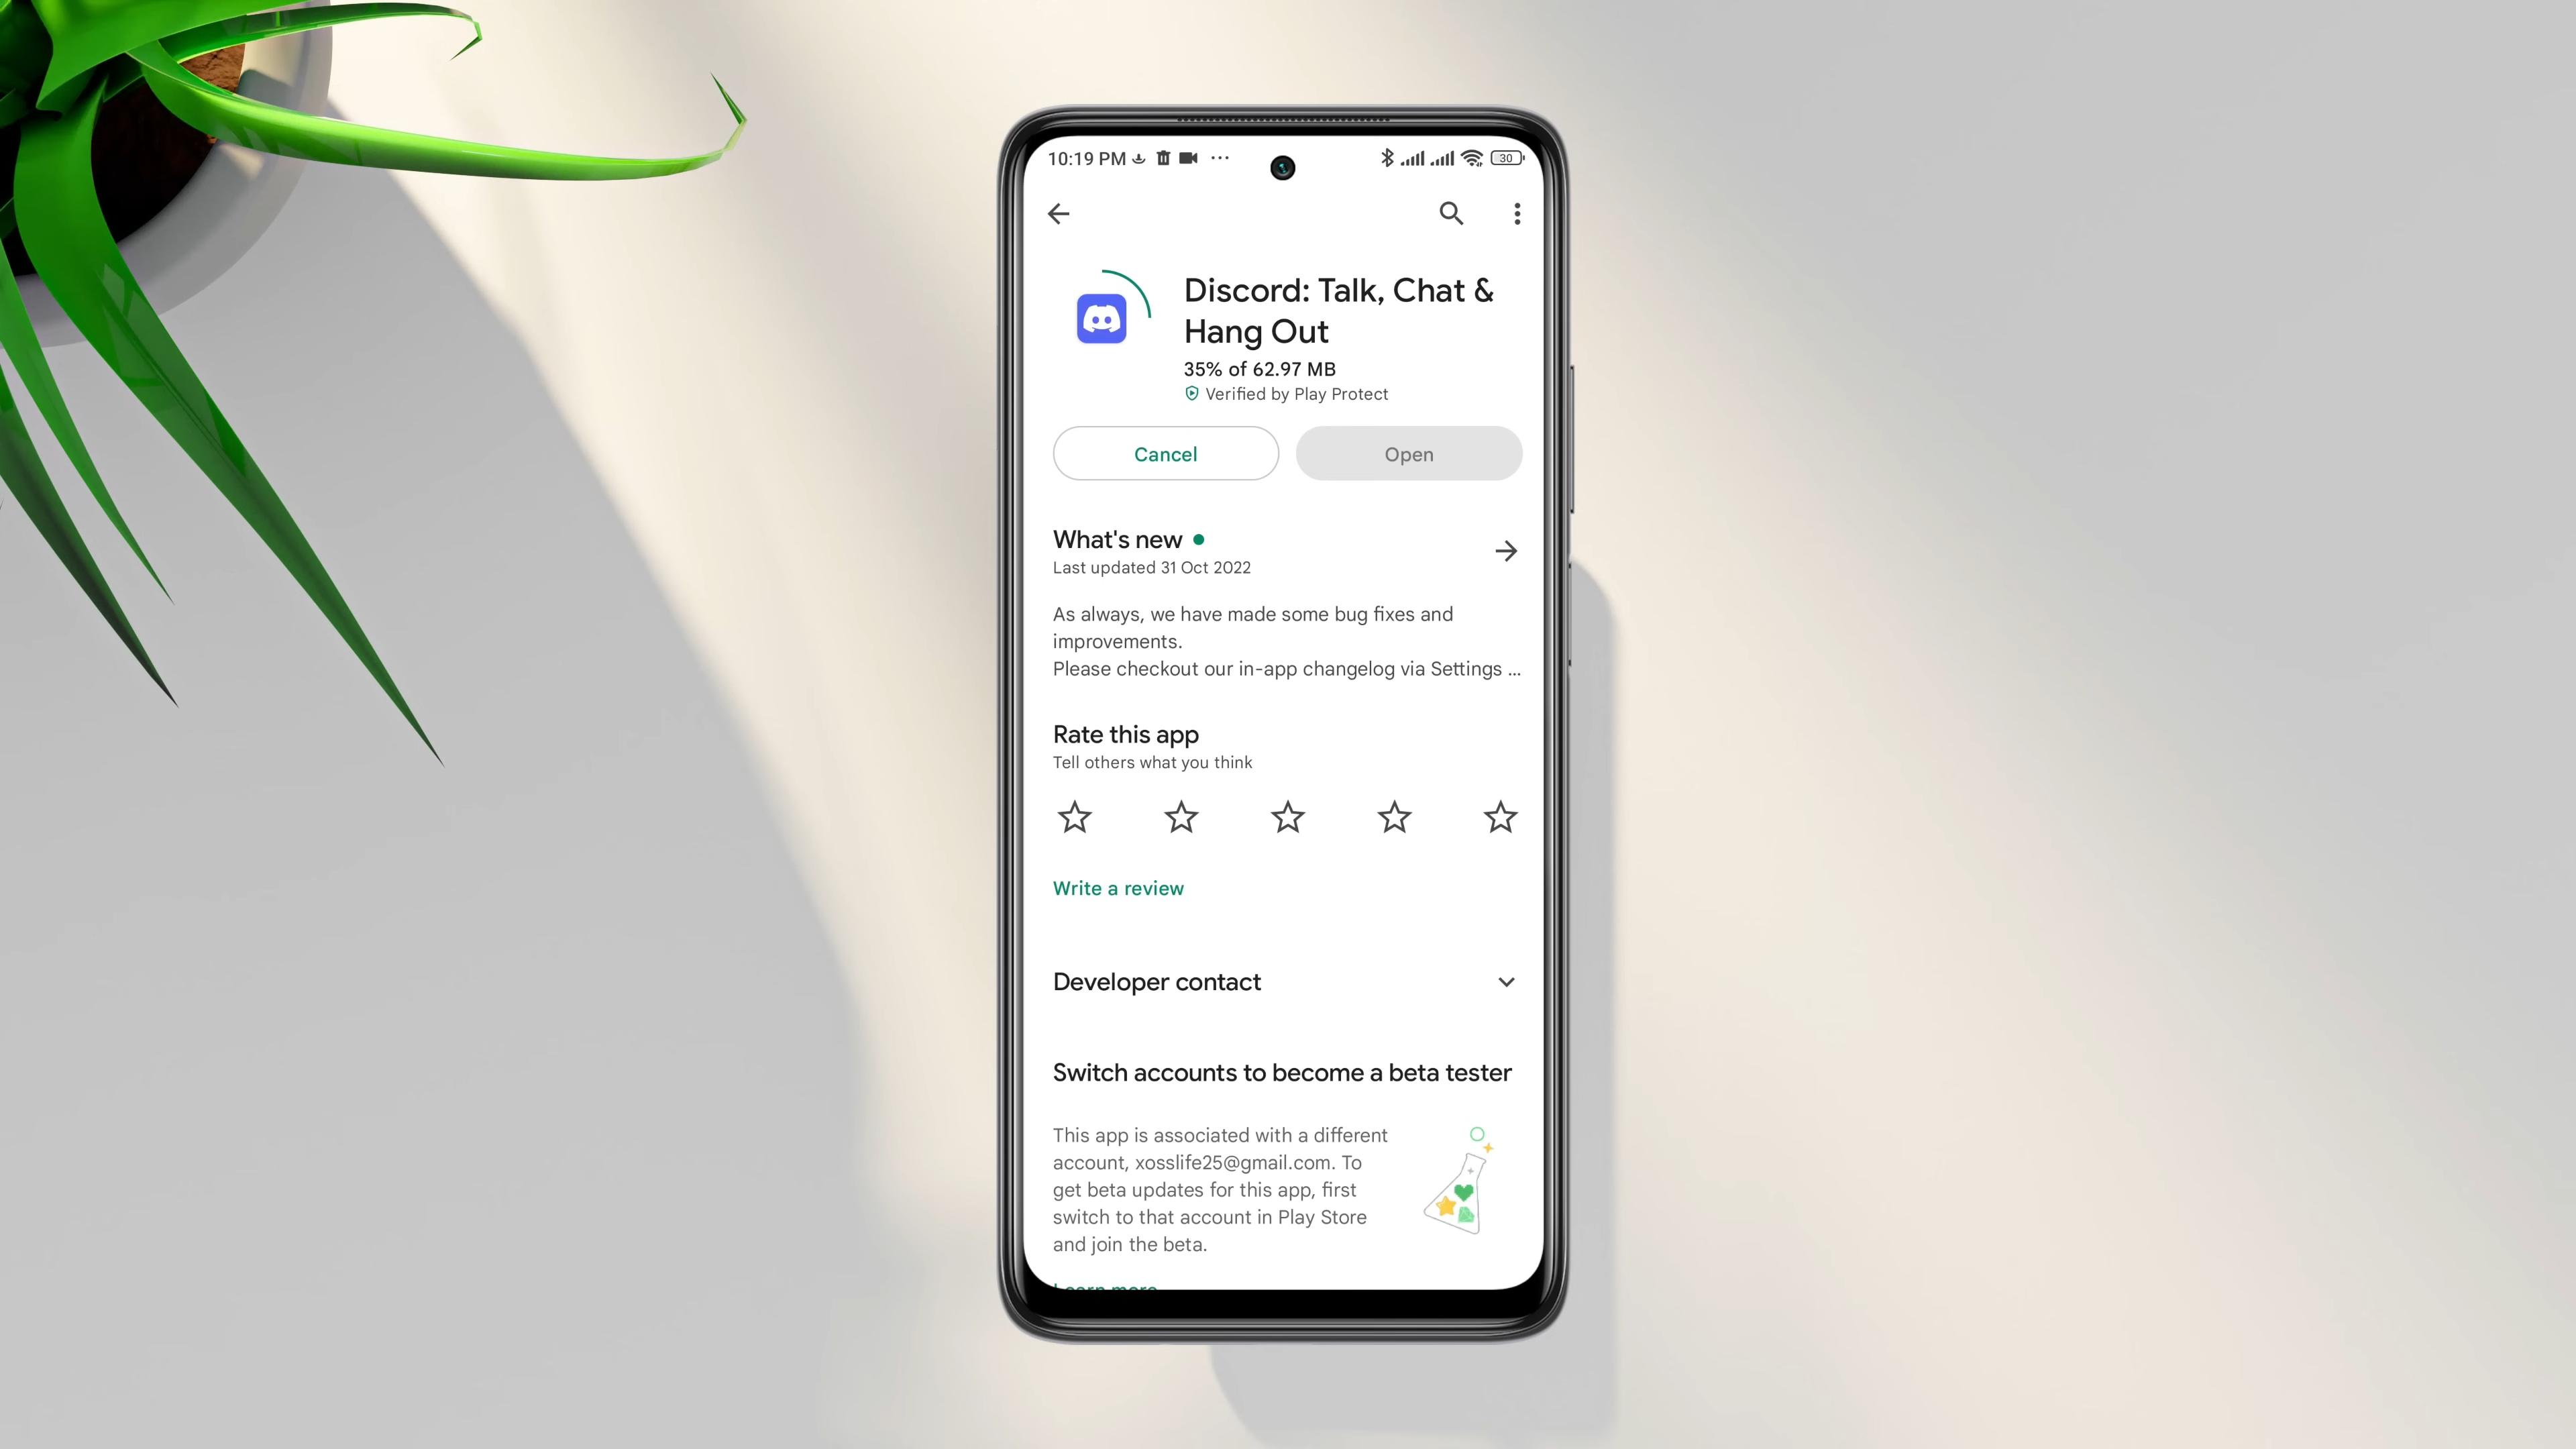 10:19 PM
30
Discord: Talk, Chat &
Hang Out
35% of 62.97 MB
Verified by Play Protect
Cancel
Open
What's new
Last updated 31 Oct 2022
As always, we have made some bug fixes and
improvements.
Please checkout our in-app changelog via Settings ...
Rate this app
Tell others what you think
Write a review
Developer contact
Switch accounts to become a beta tester
This app is associated with a different
account, xosslife25@gmail.com. To
get beta updates for this app, first
switch to that account in Play Store
and join the beta.
Learn more